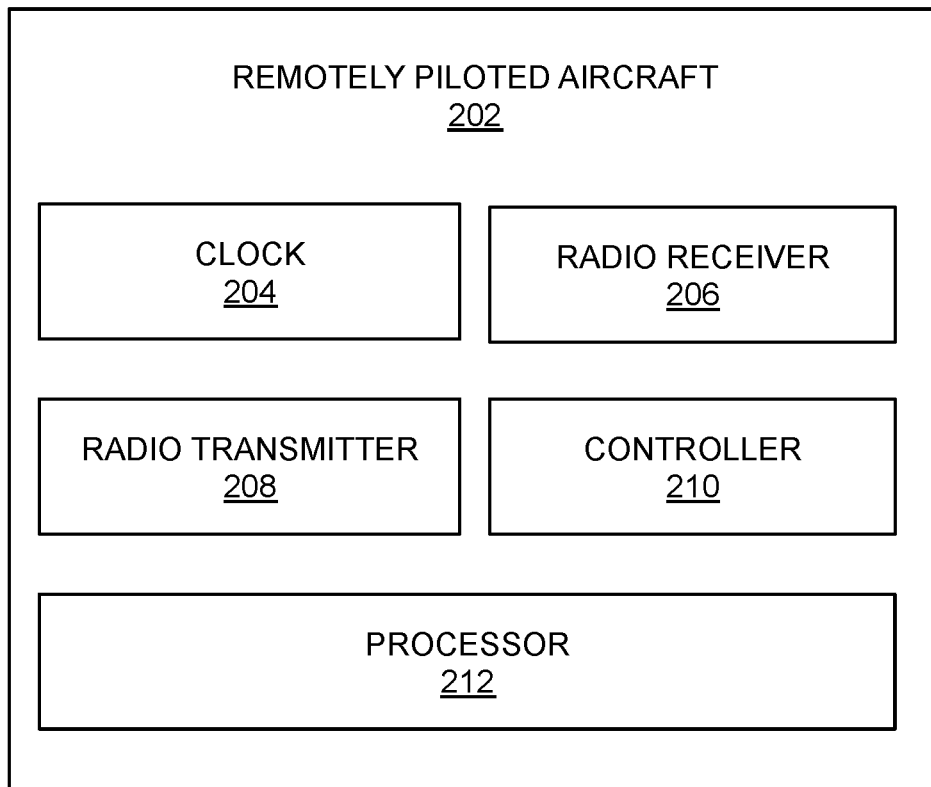 REMOTELY PILOTED AIRCRAFT
202
CLOCK
204
RADIO RECEIVER
206
RADIO TRANSMITTER
208
CONTROLLER
210
PROCESSOR
212